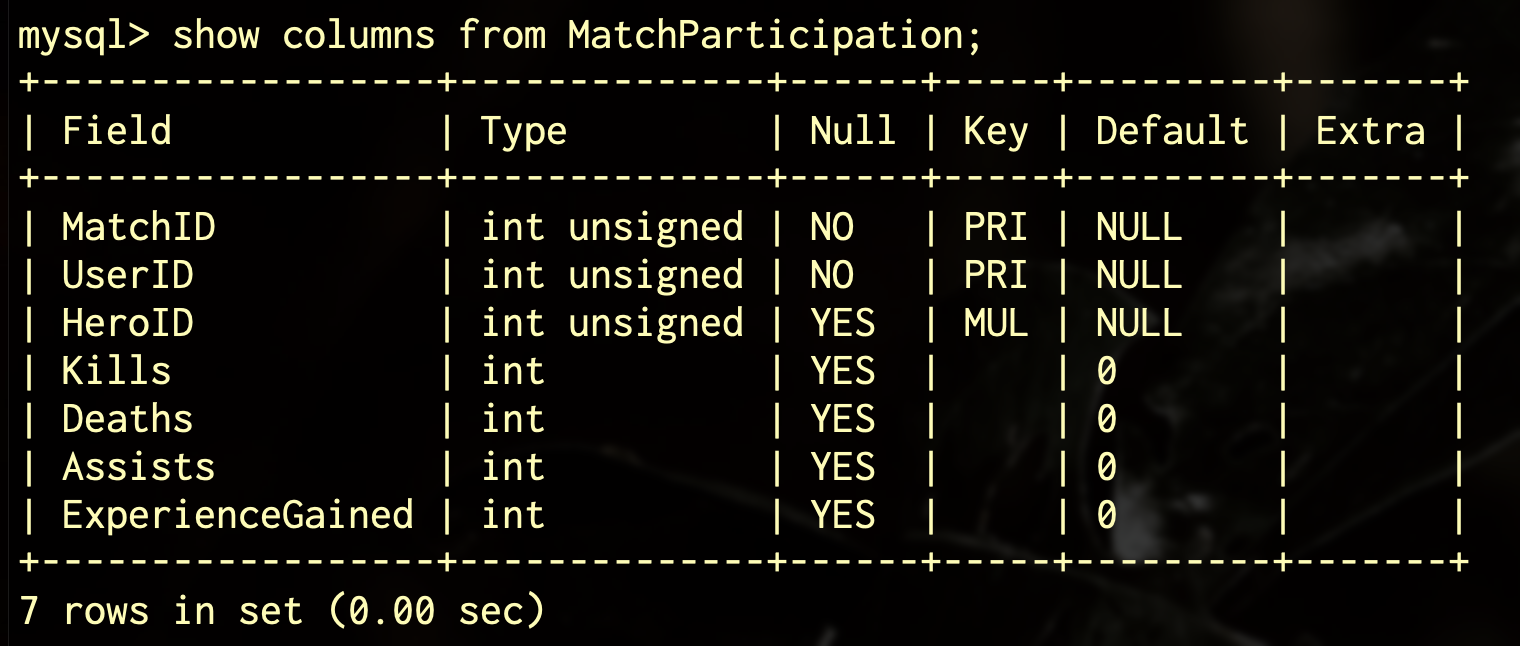 mysql> show columns from MatchParticipation;
+------------------+--------------+------+-----+---------+-------+
| Field            | Type         | Null | Key | Default | Extra |
+------------------+--------------+------+-----+---------+-------+
| MatchID          | int unsigned | NO   | PRI | NULL    |       |
| UserID           | int unsigned | NO   | PRI | NULL    |       |
| HeroID           | int unsigned | YES  | MUL | NULL    |       |
| Kills            | int          | YES  |     | 0       |       |
| Deaths           | int          | YES  |     | 0       |       |
| Assists          | int          | YES  |     | 0       |       |
| ExperienceGained | int          | YES  |     | 0       |       |
+------------------+--------------+------+-----+---------+-------+
7 rows in set (0.00 sec)